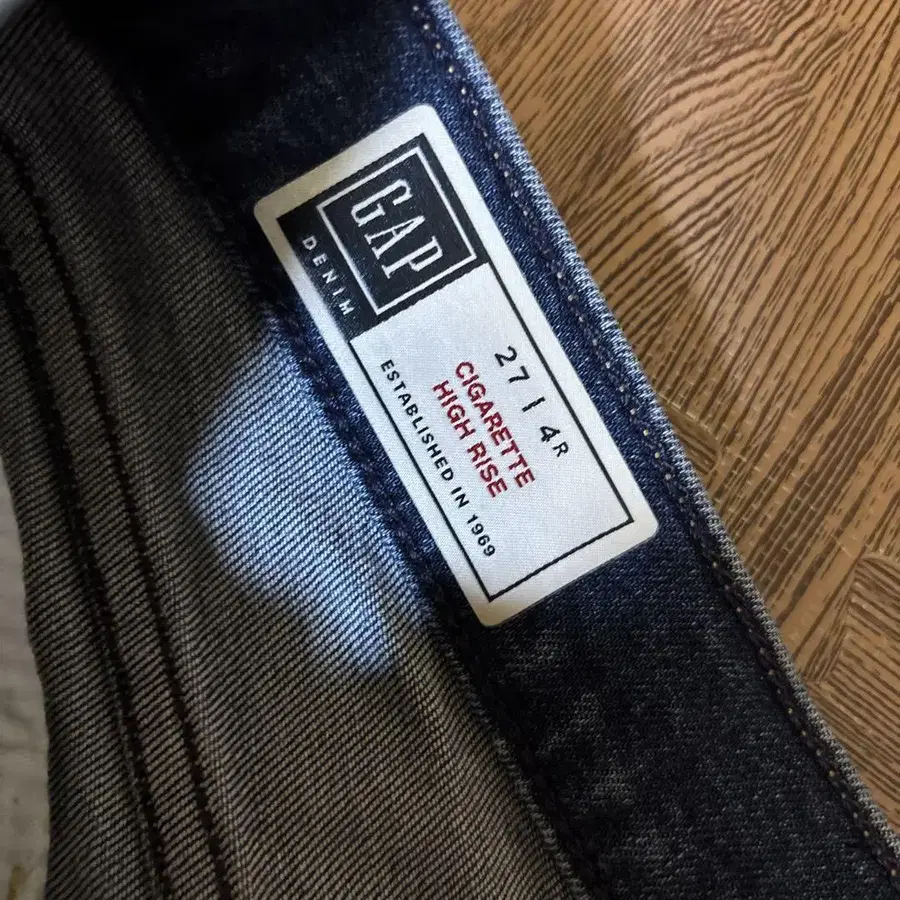 GAP
DENIM
27 | 4R
CIGARETTE
HIGH RISE
ESTABLISHED IN 1969